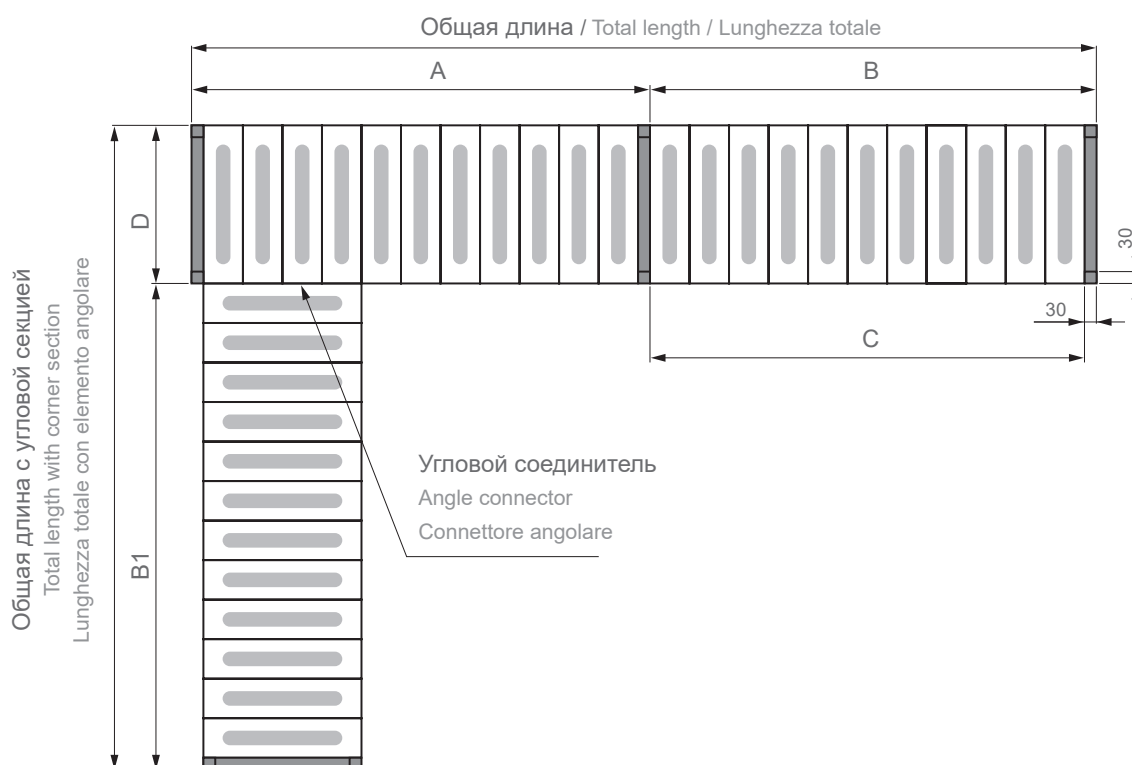 Общая длина / Total length / Lunghezza totale
A
B
D
30
30
C
Общая длина с угловой секцией
Total length with corner section
Lunghezza totale con elemento angolare
Угловой соединитель
Angle connector
Connettore angolare
B1